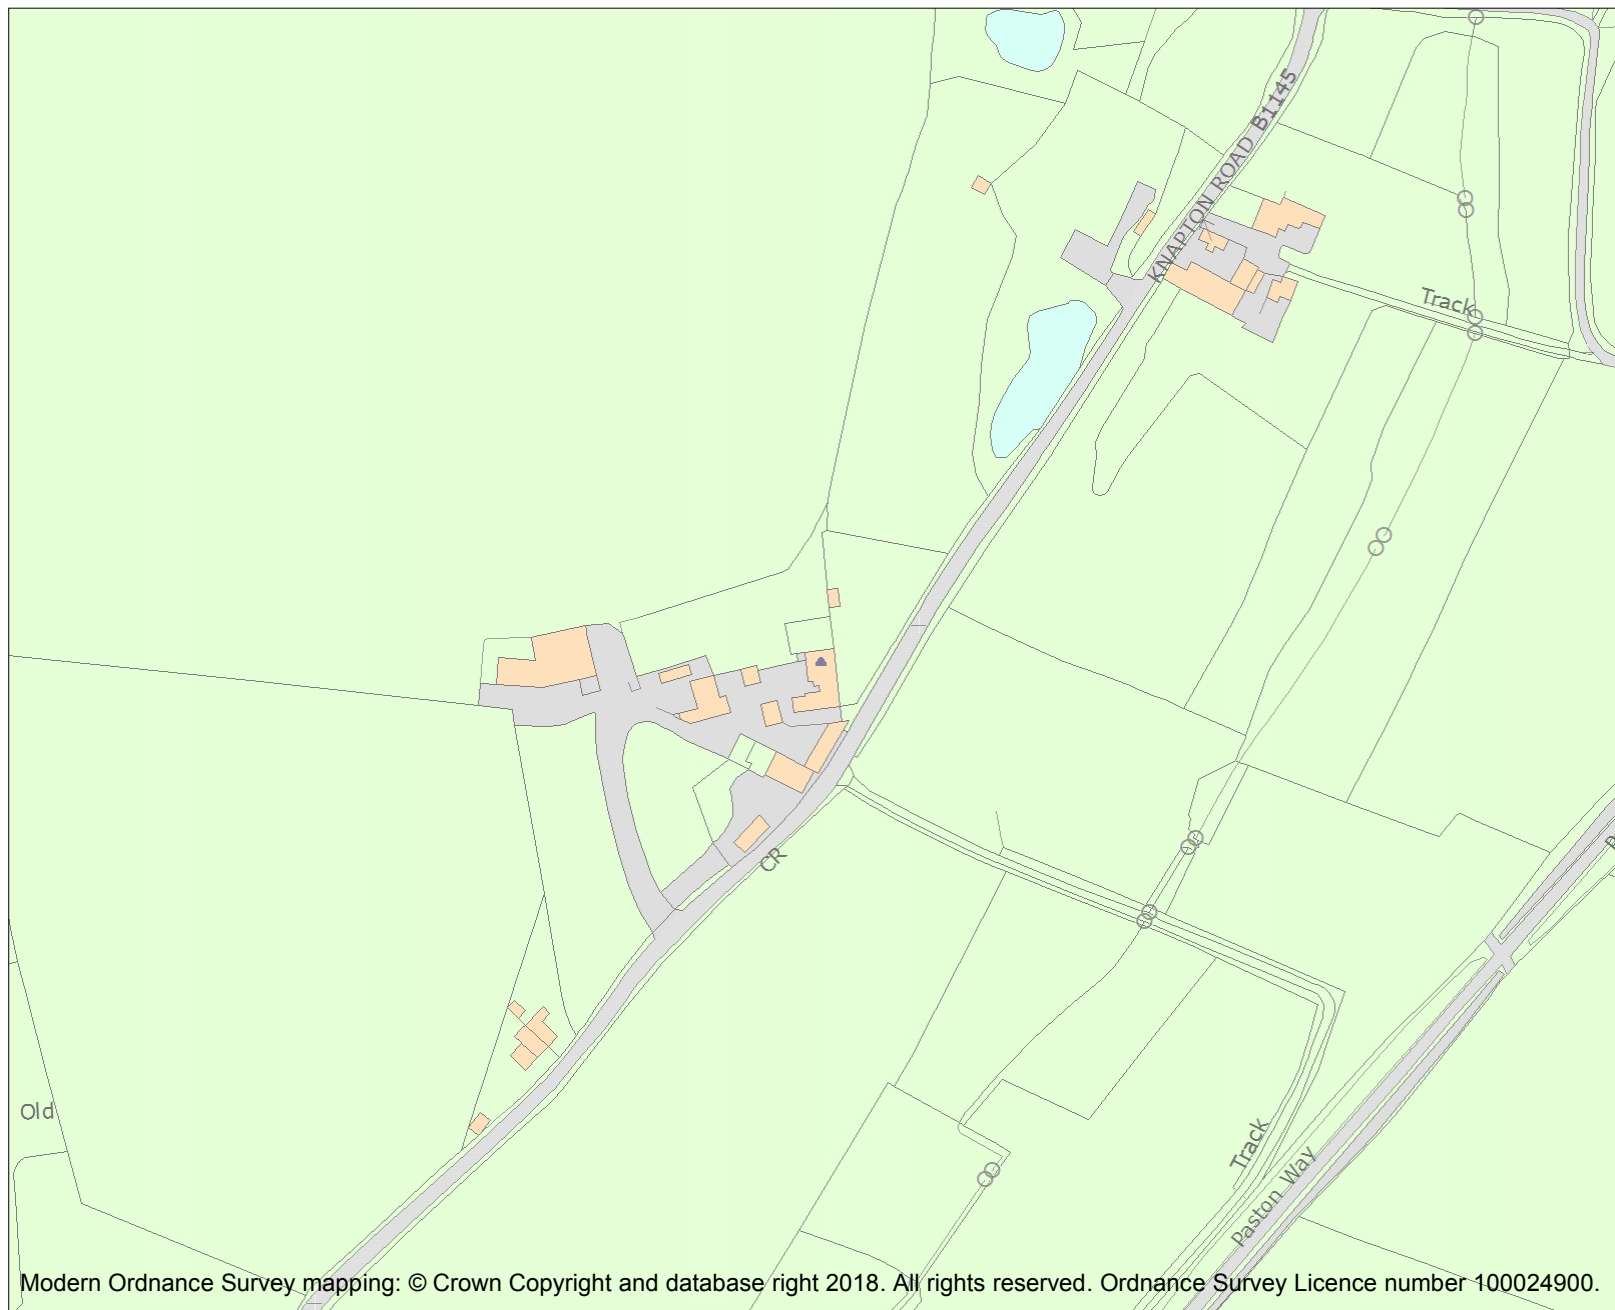 KNAPTON ROAD B1145
Track
CR
Old
Track
Paston Way
Modern Ordnance Survey mapping: © Crown Copyright and database right 2018. All rights reserved. Ordnance Survey Licence number 100024900.